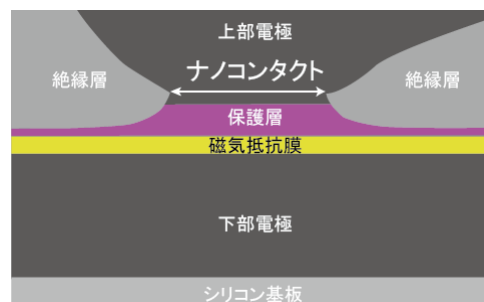 上部電極
ナノコンタクト
絶縁層
絶縁層
保護層
磁気抵抗膜
下部電極
シリコン基板